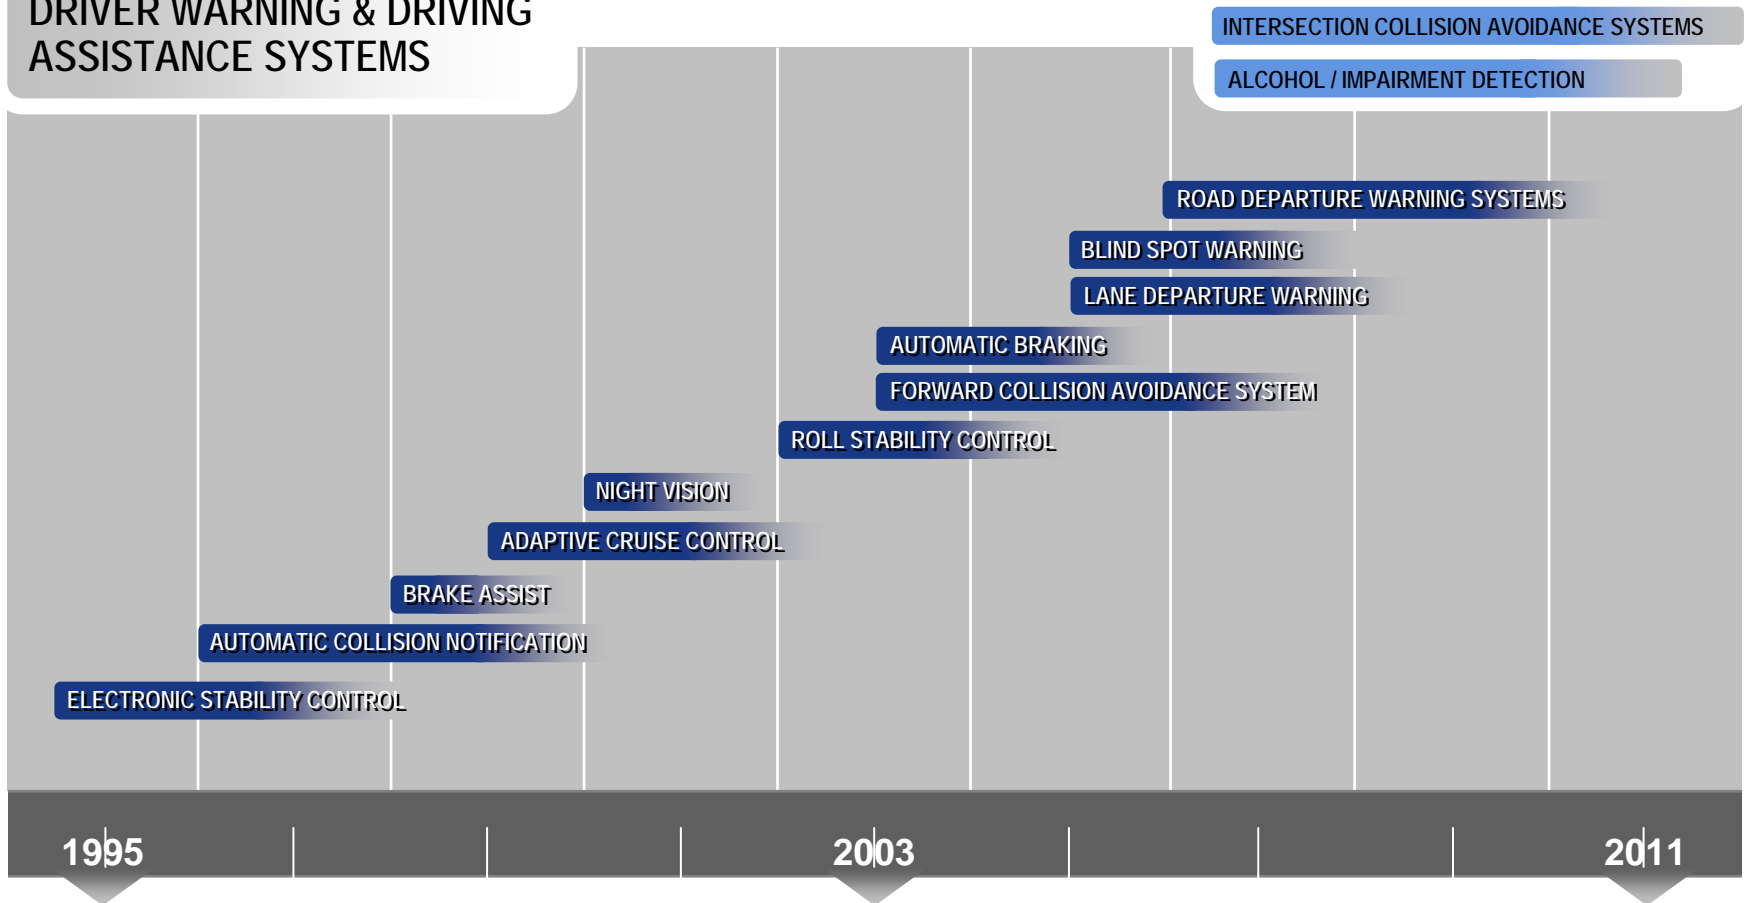 DRIVER WARNING & DRIVING
ASSISTANCE SYSTEMS
INTERSECTION COLLISION AVOIDANCE SYSTEMS
ALCOHOL / IMPAIRMENT DETECTION
ROAD DEPARTURE WARNING SYSTEMS
BLIND SPOT WARNING
LANE DEPARTURE WARNING
AUTOMATIC BRAKING
FORWARD COLLISION AVOIDANCE SYSTEM
ROLL STABILITY CONTROL
NIGHT VISION
ADAPTIVE CRUISE CONTROL
BRAKE ASSIST
AUTOMATIC COLLISION NOTIFICATION
ELECTRONIC STABILITY CONTROL
1995
2003
2011